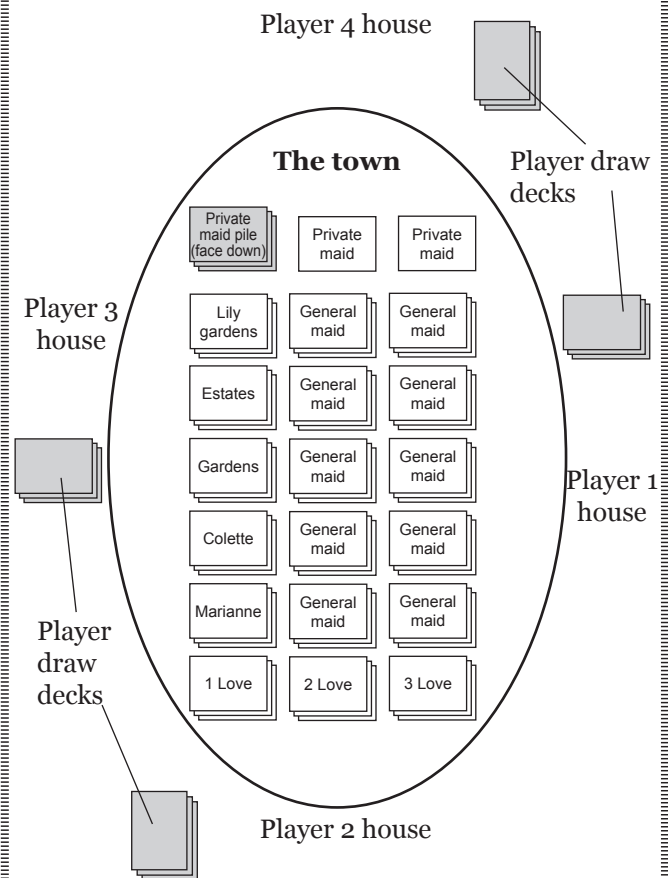 Player 4 house
The town
Player draw
decks
Private
maid pile
(face down)
Private
maid
Private
maid
Player 3
house
Lily
gardens
General
maid
General
maid
Estates
General
maid
General
maid
Gardens
General
maid
General
maid
Player 1
house
Colette
General
maid
General
maid
Marianne
General
maid
General
maid
Player
draw
decks
1 Love
2 Love
3 Love
Player 2 house